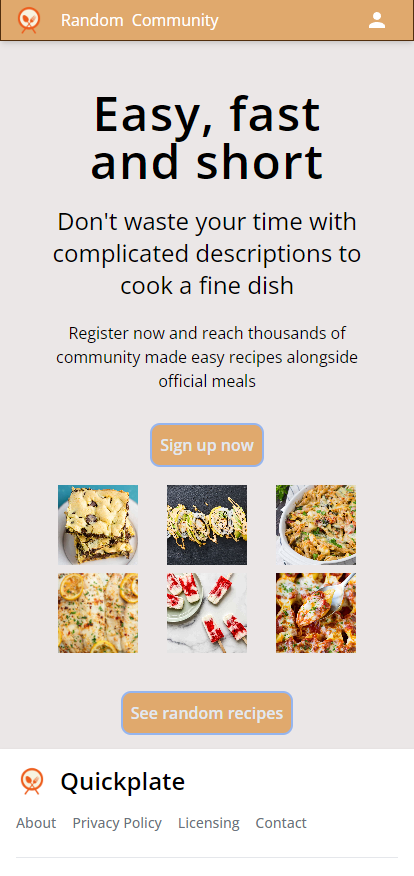 Random Community
Easy, fast
and short
Don't waste your time with
complicated descriptions to
cook a fine dish
Register now and reach thousands of
community made easy recipes alongside
official meals
Sign up now
See random recipes
Quickplate
About Privacy Policy Licensing Contact